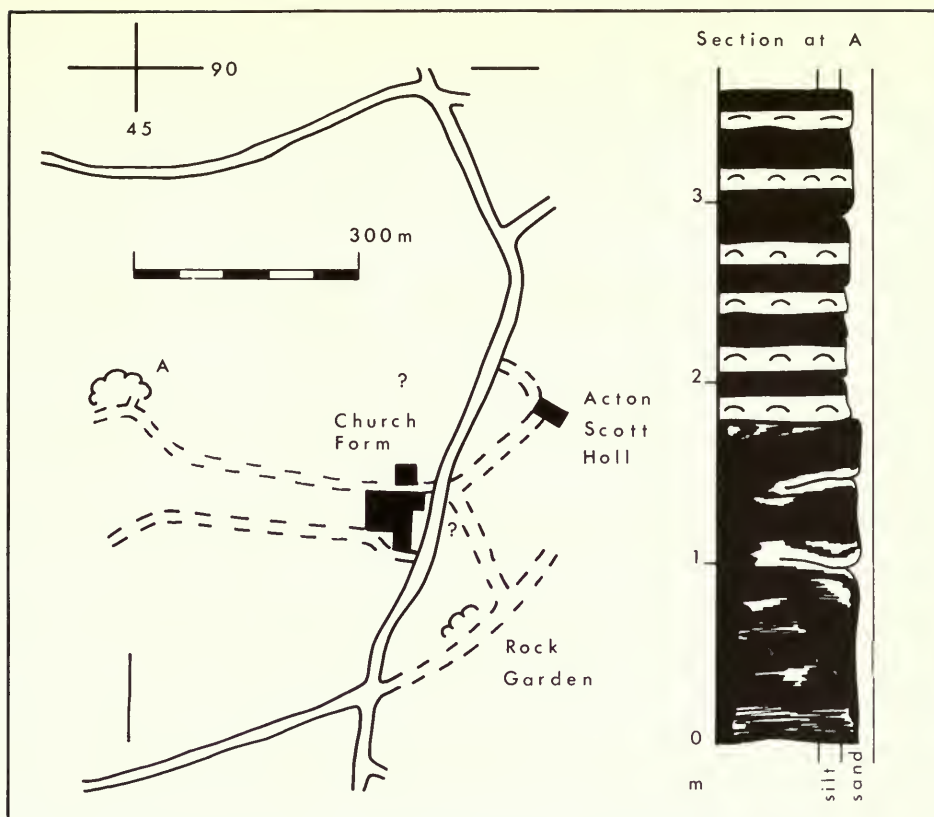 90
45
300m
A
?
Church
Form
Acton
Scott
Holl
?
Rock
Garden
Section at A
3
2
1
0
m
silt
sand